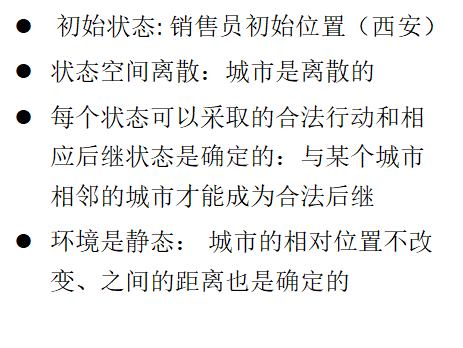 ● 初始状态: 销售员初始位置（西安）
● 状态空间离散：城市是离散的
● 每个状态可以采取的合法行动和相
应后继状态是确定的：与某个城市
相邻的城市才能成为合法后继
● 环境是静态： 城市的相对位置不改
变、之间的距离也是确定的